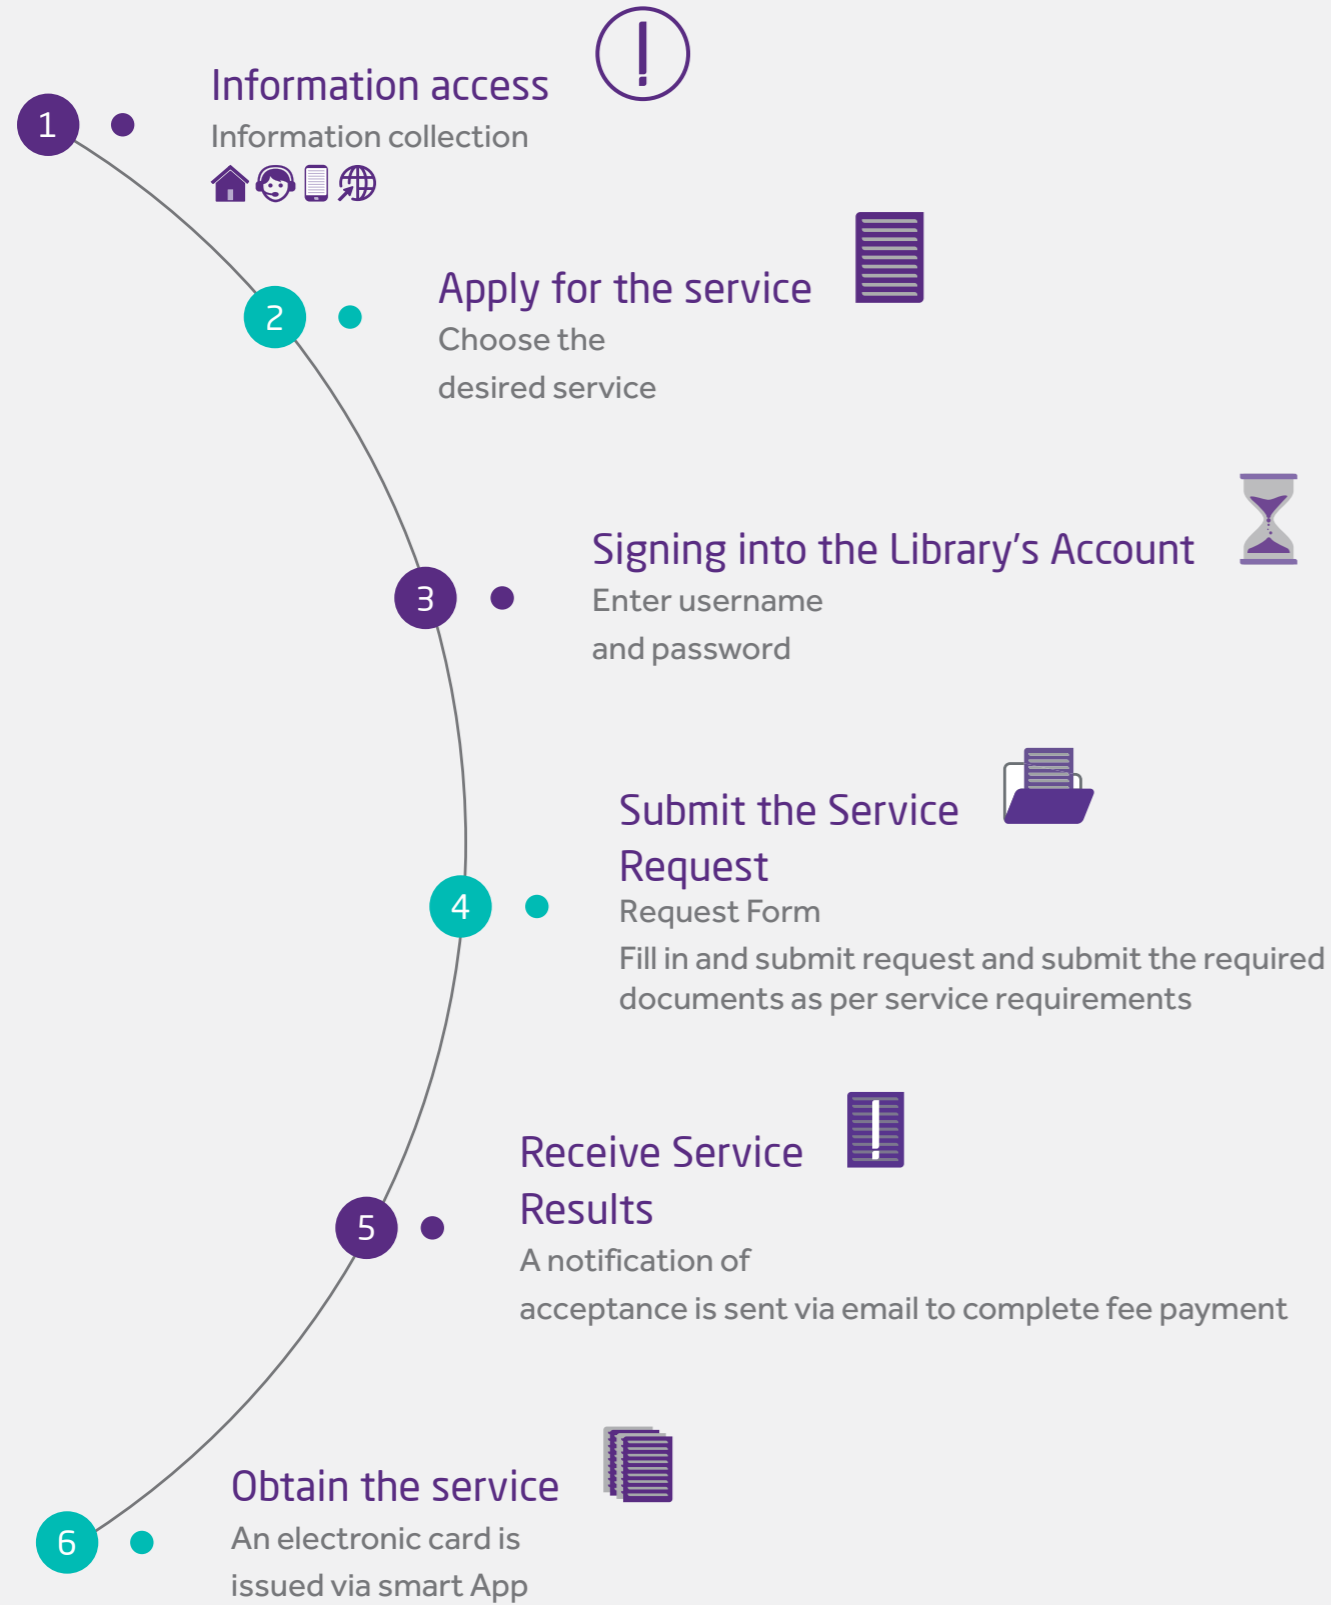 1
Information access
Information collection
2
Apply for the service
Choose the
desired service
3
Signing into the Library's Account
Enter username
and password
4
Submit the Service
Request
Request Form
Fill in and submit request and submit the required
documents as per service requirements
5
Receive Service
Results
A notification of
acceptance is sent via email to complete fee payment
6
Obtain the service
An electronic card is
issued via smart App